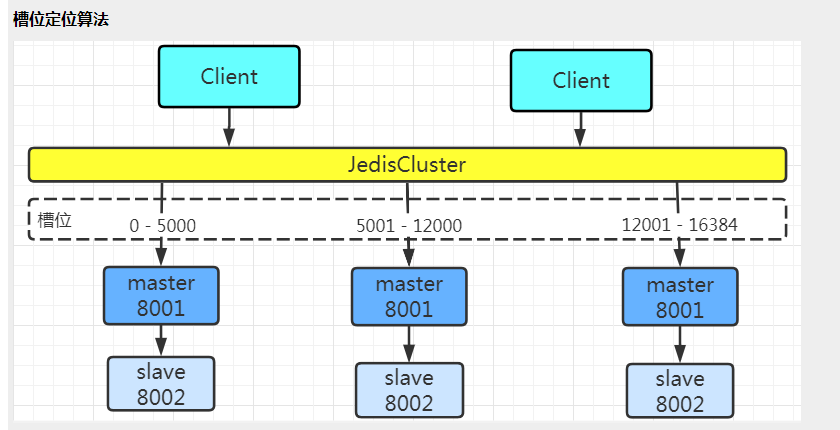 槽位定位算法
Client
Client
JedisCluster
槽位
0 - 5000
5001 - 12000
12001 - 16384
master
8001
master
8001
master
8001
slave
8002
slave
8002
slave
8002